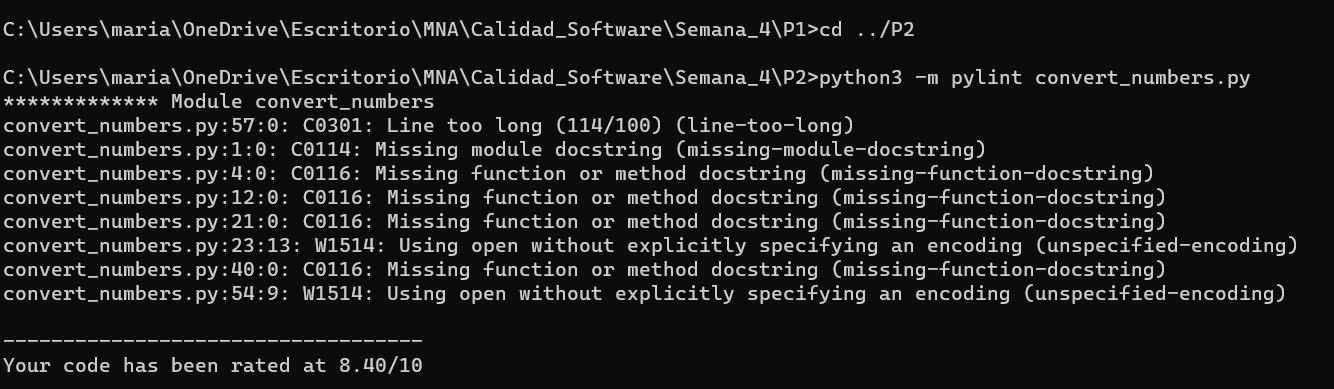 C:\Users\maria\OneDrive\Escritorio\MNA\Calidad_Software\Semana_4\P1>cd ../P2
C:\Users\maria\OneDrive\Escritorio\MNA\Calidad_Software\Semana_4\P2>python3 -m pylint convert_numbers.py
************* Module convert_numbers
convert_numbers.py:57:0: C0301: Line too long (114/100) (line-too-long)
convert_numbers.py:1:0: C0114: Missing module docstring (missing-module-docstring)
convert_numbers.py:4:0: C0116: Missing function or method docstring (missing-function-docstring)
convert_numbers.py:12:0: C0116: Missing function or method docstring (missing-function-docstring)
convert_numbers.py:21:0: C0116: Missing function or method docstring (missing-function-docstring)
convert_numbers.py:23:13: W1514: Using open without explicitly specifying an encoding (unspecified-encoding)
convert_numbers.py:40:0: C0116: Missing function or method docstring (missing-function-docstring)
convert_numbers.py:54:9: W1514: Using open without explicitly specifying an encoding (unspecified-encoding)
-----------------------------------
Your code has been rated at 8.40/10